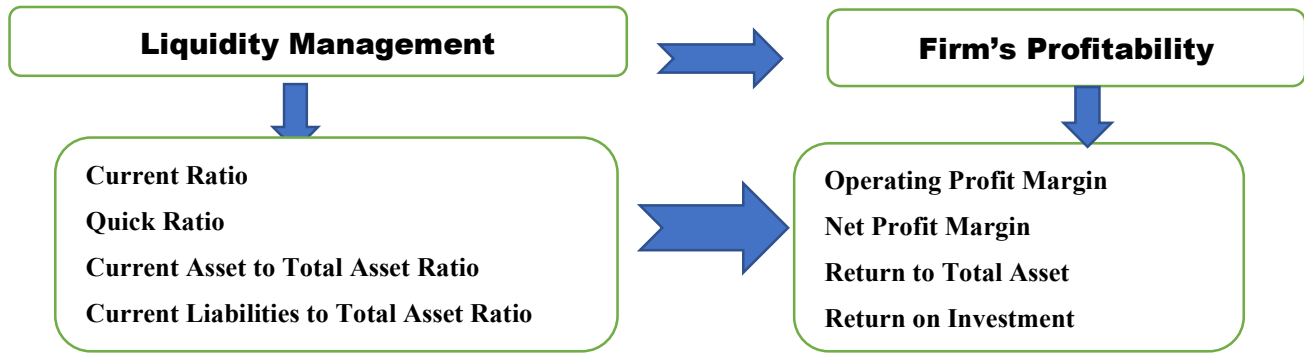 Liquidity Management
Firm’s Profitability
Current Ratio
Quick Ratio
Current Asset to Total Asset Ratio
Current Liabilities to Total Asset Ratio
Operating Profit Margin
Net Profit Margin
Return to Total Asset
Return on Investment